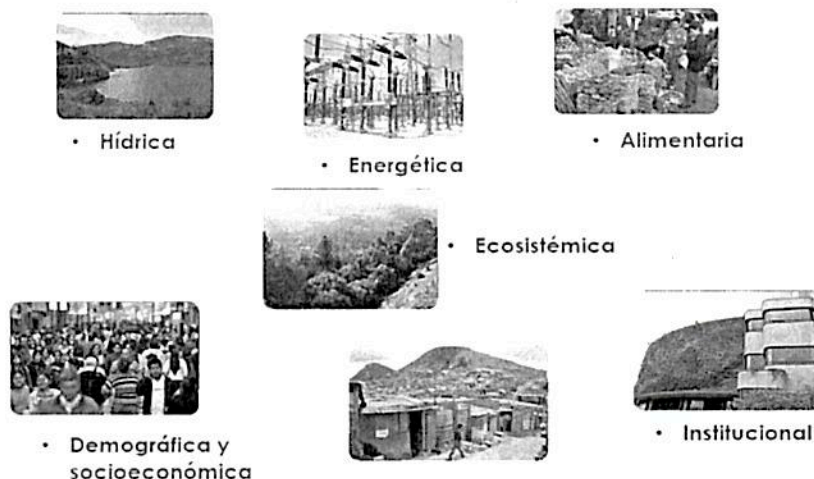 • Hídrica
• Energética
• Alimentaria
• Ecosistémica
• Demográfica y
socioeconómica
• Institucional